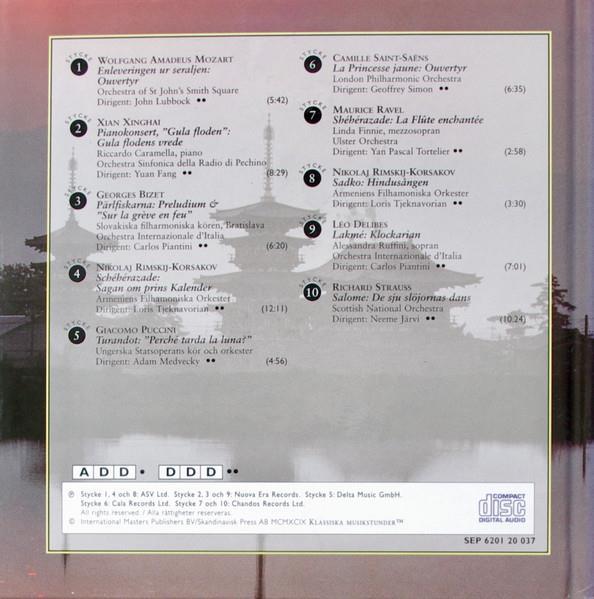 STYCKE
1
WOLFGANG AMADEUS MOZART
Enleveringen ur seraljen:
Ouvertyr
Orchestra of St John's Smith Square
Dirigent: John Lubbock •• (5:42)
STYCKE
2
XIAN XINGHAI
Pianokonsert, "Gula floden":
Gula flodens vrede
Riccardo Caramella, piano
Orchestra Sinfonica della Radio di Pechino
Dirigent: Yuan Fang •• (8:29)
STYCKE
3
GEORGES BIZET
Pärlfiskarna: Preludium &
"Sur la grève en feu"
Slovakiska filharmoniska kören, Bratislava
Orchestra Internazionale d'Italia
Dirigent: Carlos Piantini •• (6:20)
STYCKE
4
NIKOLAJ RIMSKIJ-KORSAKOV
Schéhérazade:
Sagan om prins Kalender
Armeniens Filhamoniska Orkester
Dirigent: Loris Tjeknavorian •• (12:11)
STYCKE
5
GIACOMO PUCCINI
Turandot: "Perché tarda la luna?"
Ungerska Statsoperans kör och orkester
Dirigent: Adam Medvecky •• (4:56)
STYCKE
6
CAMILLE SAINT-SAËNS
La Princesse jaune: Ouvertyr
London Philharmonic Orchestra
Dirigent: Geoffrey Simon •• (6:35)
STYCKE
7
MAURICE RAVEL
Shéhérazade: La Flûte enchantée
Linda Finnie, mezzosopran
Ulster Orchestra
Dirigent: Yan Pascal Tortelier •• (2:58)
STYCKE
8
NIKOLAJ RIMSKIJ-KORSAKOV
Sadko: Hindusången
Armeniens Filhamoniska Orkester
Dirigent: Loris Tjeknavorian •• (3:30)
STYCKE
9
LEO DELIBES
Lakmé: Klockarian
Alessandra Ruffini, sopran
Orchestra Internazionale d'Italia
Dirigent: Carlos Piantini •• (7:01)
STYCKE
10
RICHARD STRAUSS
Salome: De sju slöjornas dans
Scottish National Orchestra
Dirigent: Neeme Järvi •• (10:24)
ADD • DDD ••
℗ Stycke 1, 4 och 8: ASV Ltd. Stycke 2, 3 och 9: Nuova Era Records. Stycke 5: Delta Music GmbH.
Stycke 6: Cala Records Ltd. Stycke 7 och 10: Chandos Records Ltd.
All rights reserved / Alla rättigheter reserveras.
© International Masters Publishers BV/Skandinavisk Press AB MCMXCIX KLASSISKA MUSIKSTUNDER™
COMPACT
disc
DIGITAL AUDIO
SEP 6201 20 037